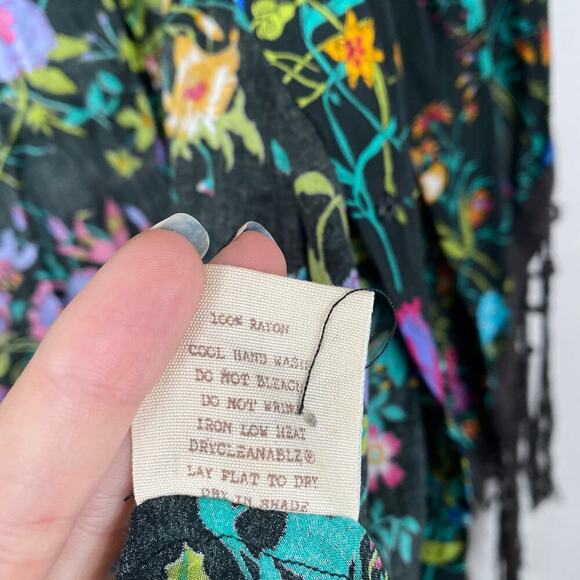 100% RAYON
COOL HAND WASH
DO NOT BLEACH
DO NOT WRING
IRON LOW HEAT
DRYCLEANABLE®
LAY FLAT TO DRY
DRY IN SHADE